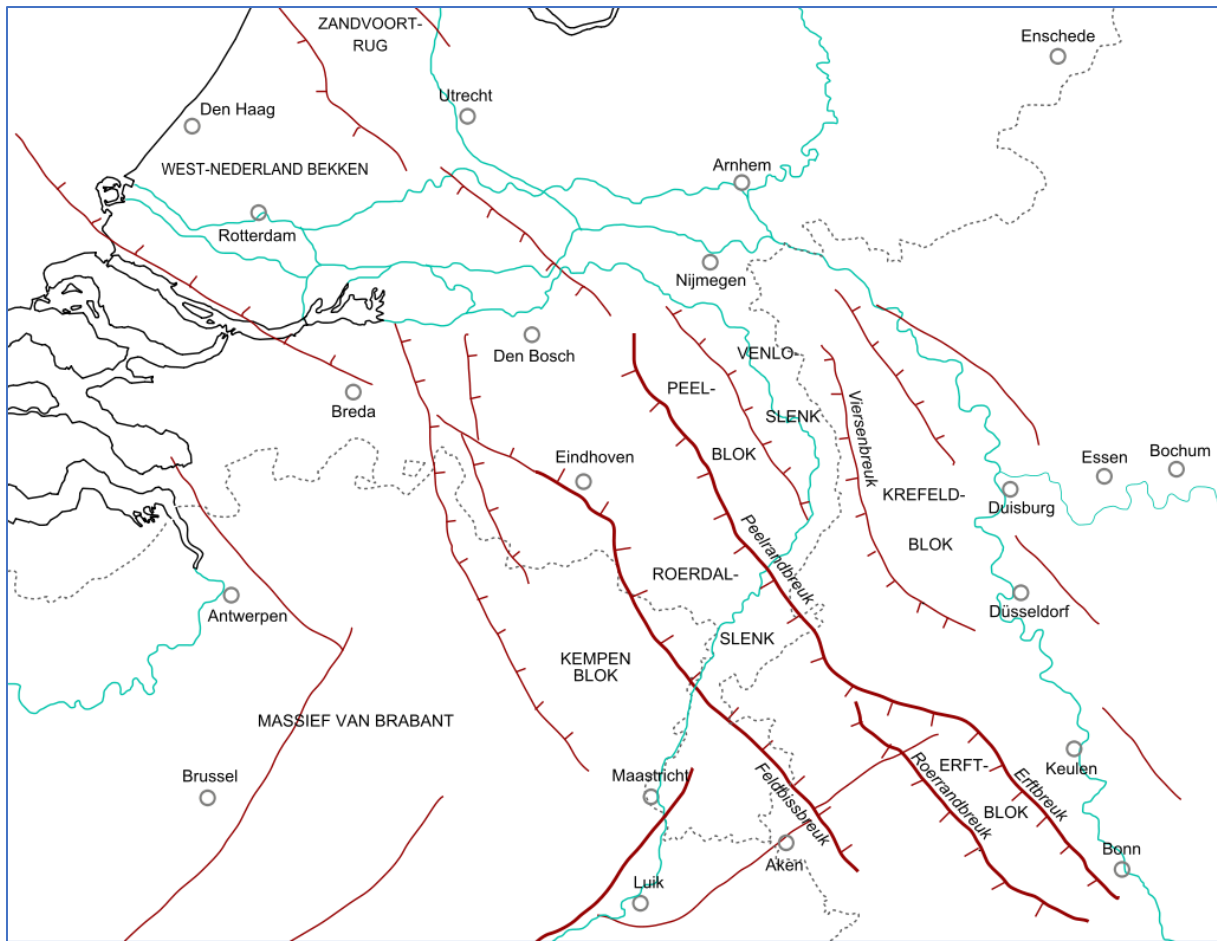 ZANDVOORT-
RUG
Enschede
Utrecht
Den Haag
WEST-NEDERLAND BEKKEN
Arnhem
Rotterdam
Nijmegen
Den Bosch
VENLO-
SLENK
PEEL-
BLOK
Breda
Viersenbreuk
Eindhoven
Essen
Bochum
KREFELD-
BLOK
Duisburg
Peelrandbreuk
ROERDAL-
SLENK
Antwerpen
Düsseldorf
KEMPEN
BLOK
MASSIEF VAN BRABANT
Brussel
Maastricht
Feldbissbreuk
Roerrandbreuk
ERFT-
BLOK
Erftbreuk
Keulen
Aken
Bonn
Luik